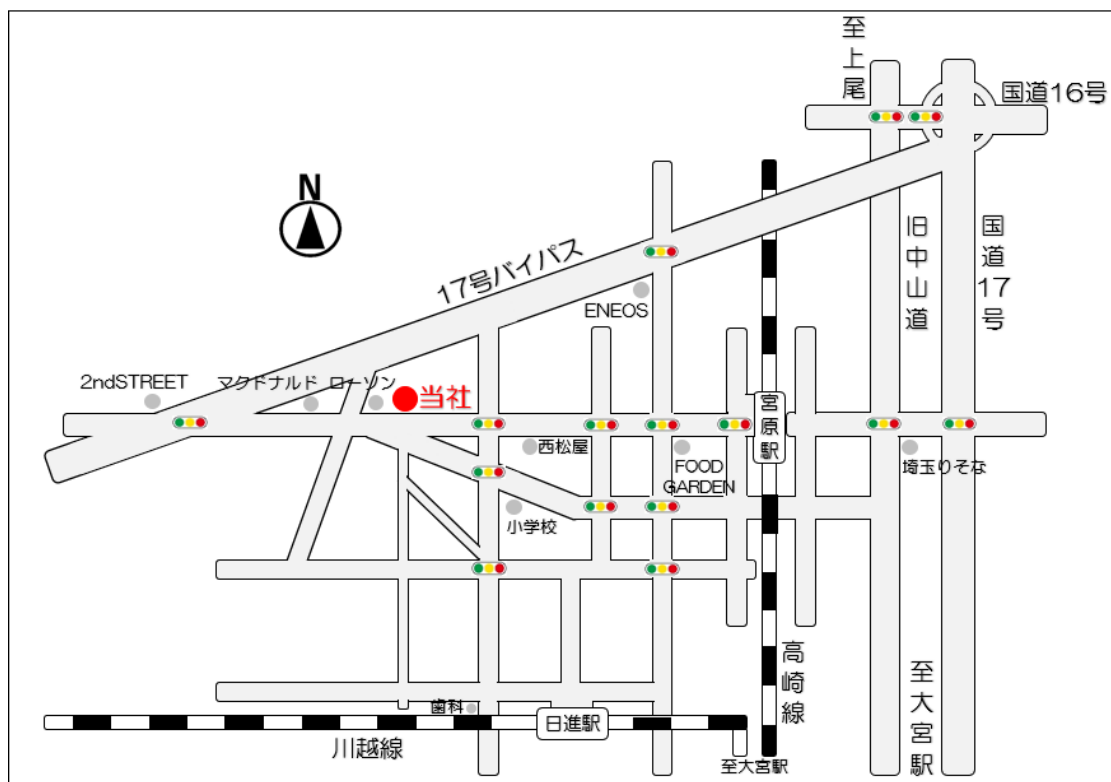 至上尾
国道16号
N
旧中山道
国道17号
17号バイパス
ENEOS
2ndSTREET
マクドナルド
ローソン
当社
宮原駅
西松屋
FOOD
GARDEN
埼玉りそな
小学校
高崎線
至大宮駅
歯科
日進駅
川越線
至大宮駅